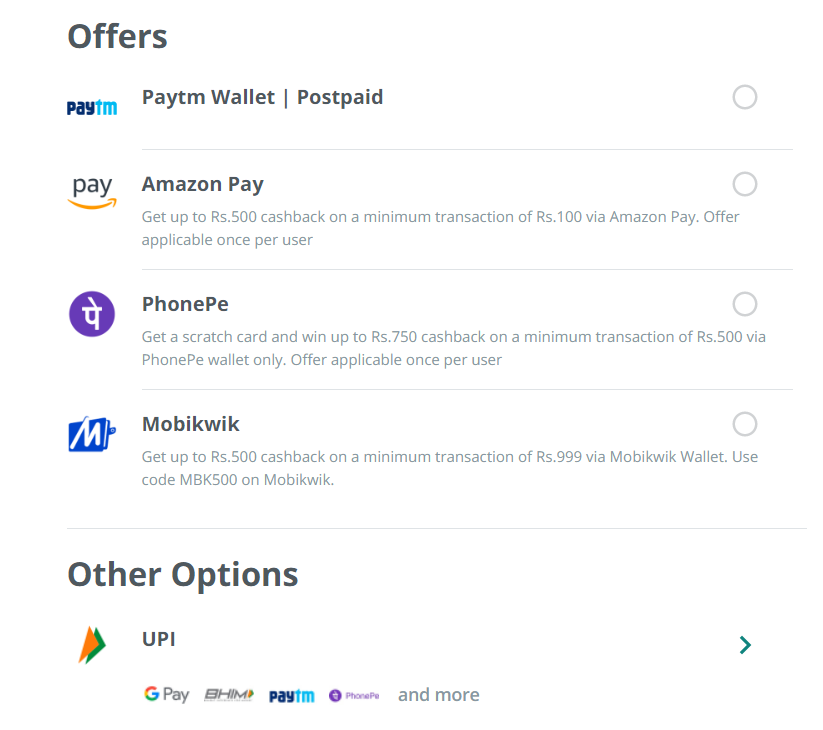 Offers
paytm
Paytm Wallet | Postpaid
pay
Amazon Pay
Get up to Rs.500 cashback on a minimum transaction of Rs.100 via Amazon Pay. Offer
applicable once per user
पे
PhonePe
Get a scratch card and win up to Rs.750 cashback on a minimum transaction of Rs.500 via
PhonePe wallet only. Offer applicable once per user
M
Mobikwik
Get up to Rs.500 cashback on a minimum transaction of Rs.999 via Mobikwik Wallet. Use
code MBK500 on Mobikwik.
Other Options
UPI
G Pay BHIM paytm पे PhonePe and more